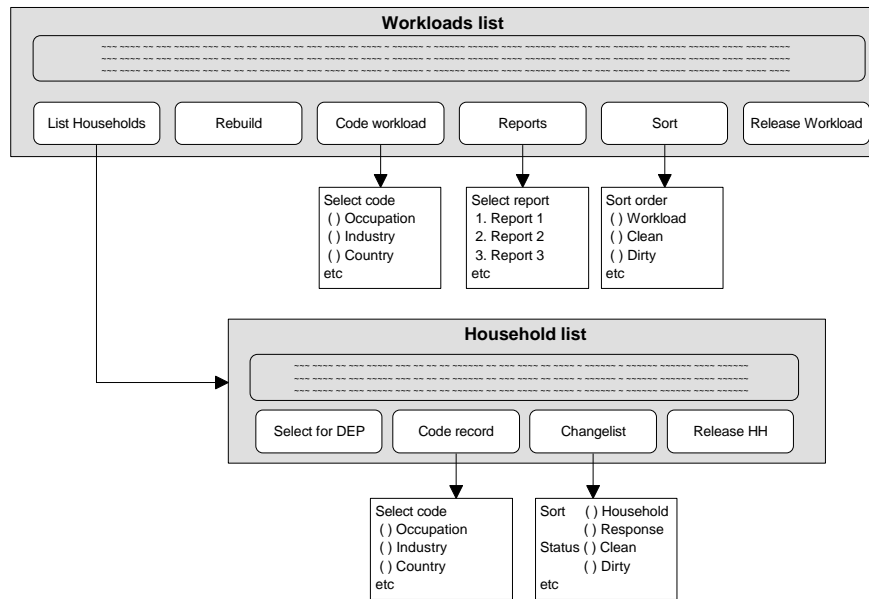 Workloads list
List Households
Rebuild
Code workload
Reports
Sort
Release Workload
Select code
( ) Occupation
( ) Industry
( ) Country
etc
Select report
1. Report 1
2. Report 2
3. Report 3
etc
Sort order
( ) Workload
( ) Clean
( ) Dirty
etc
Household list
Select for DEP
Code record
Changelist
Release HH
Select code
( ) Occupation
( ) Industry
( ) Country
etc
Sort ( ) Household
( ) Response
Status ( ) Clean
( ) Dirty
etc